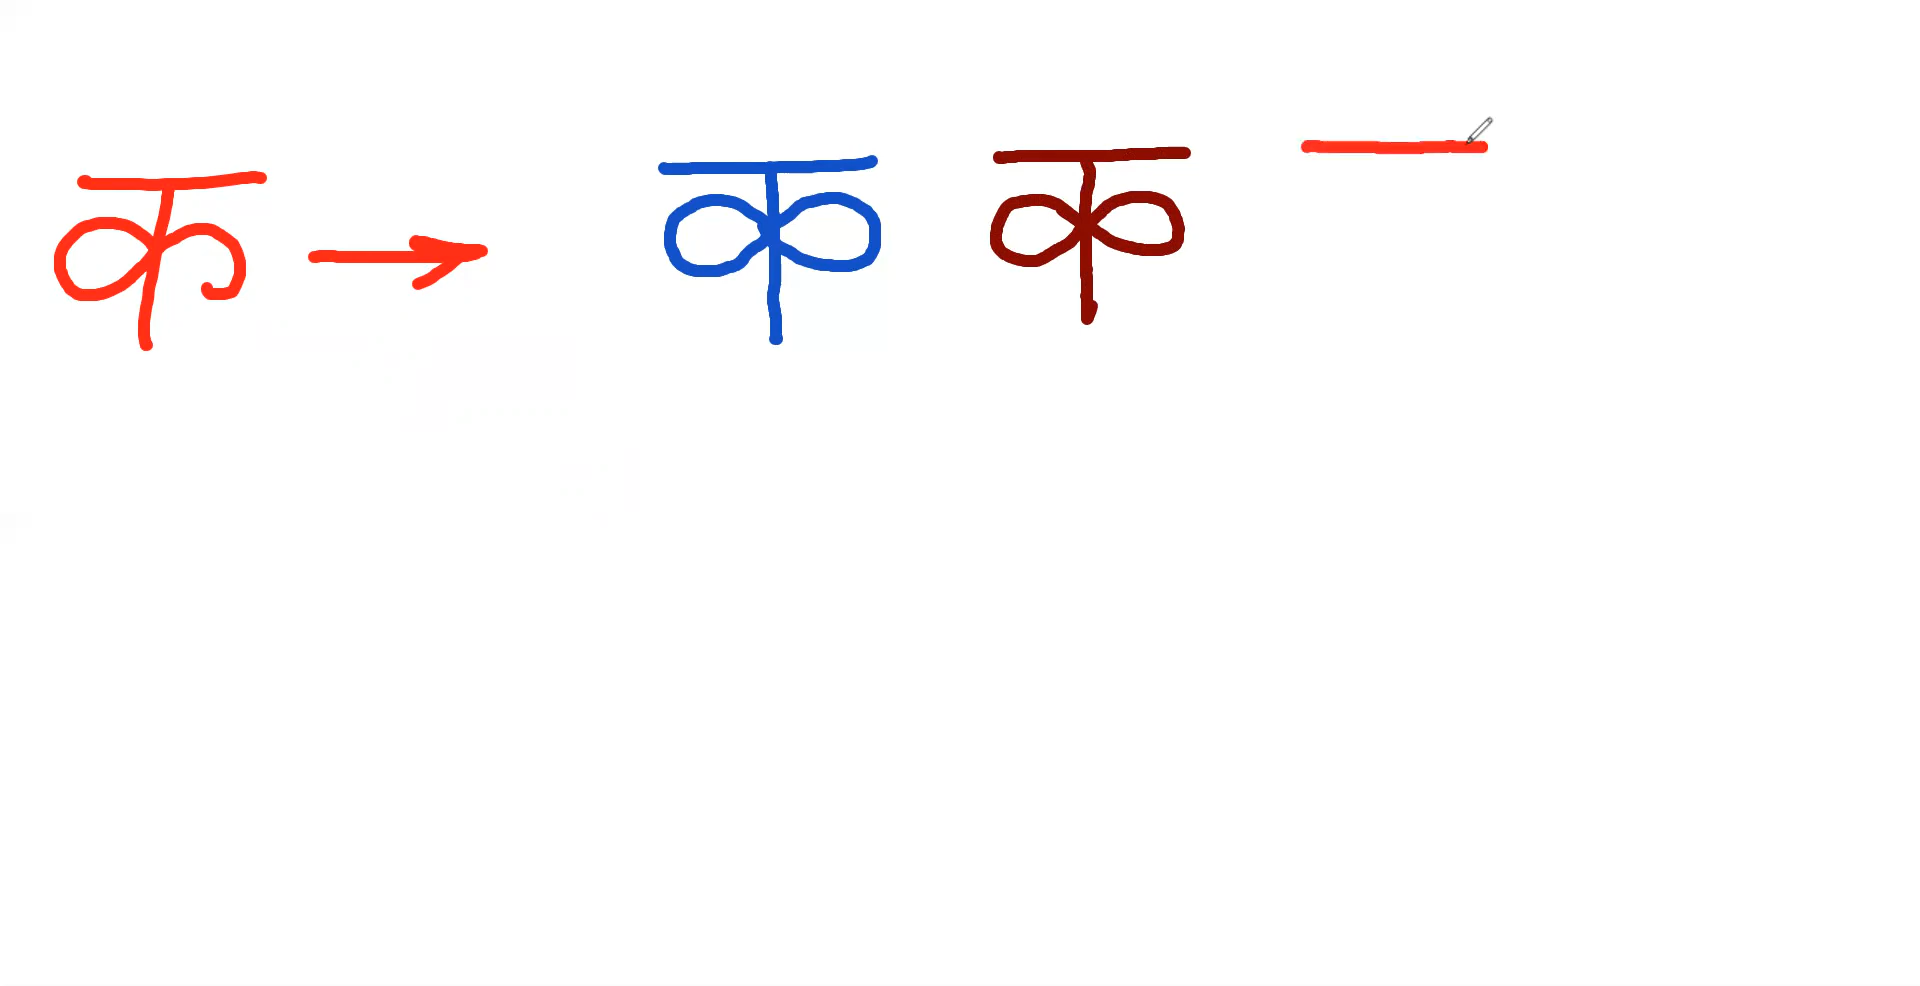 क → क क